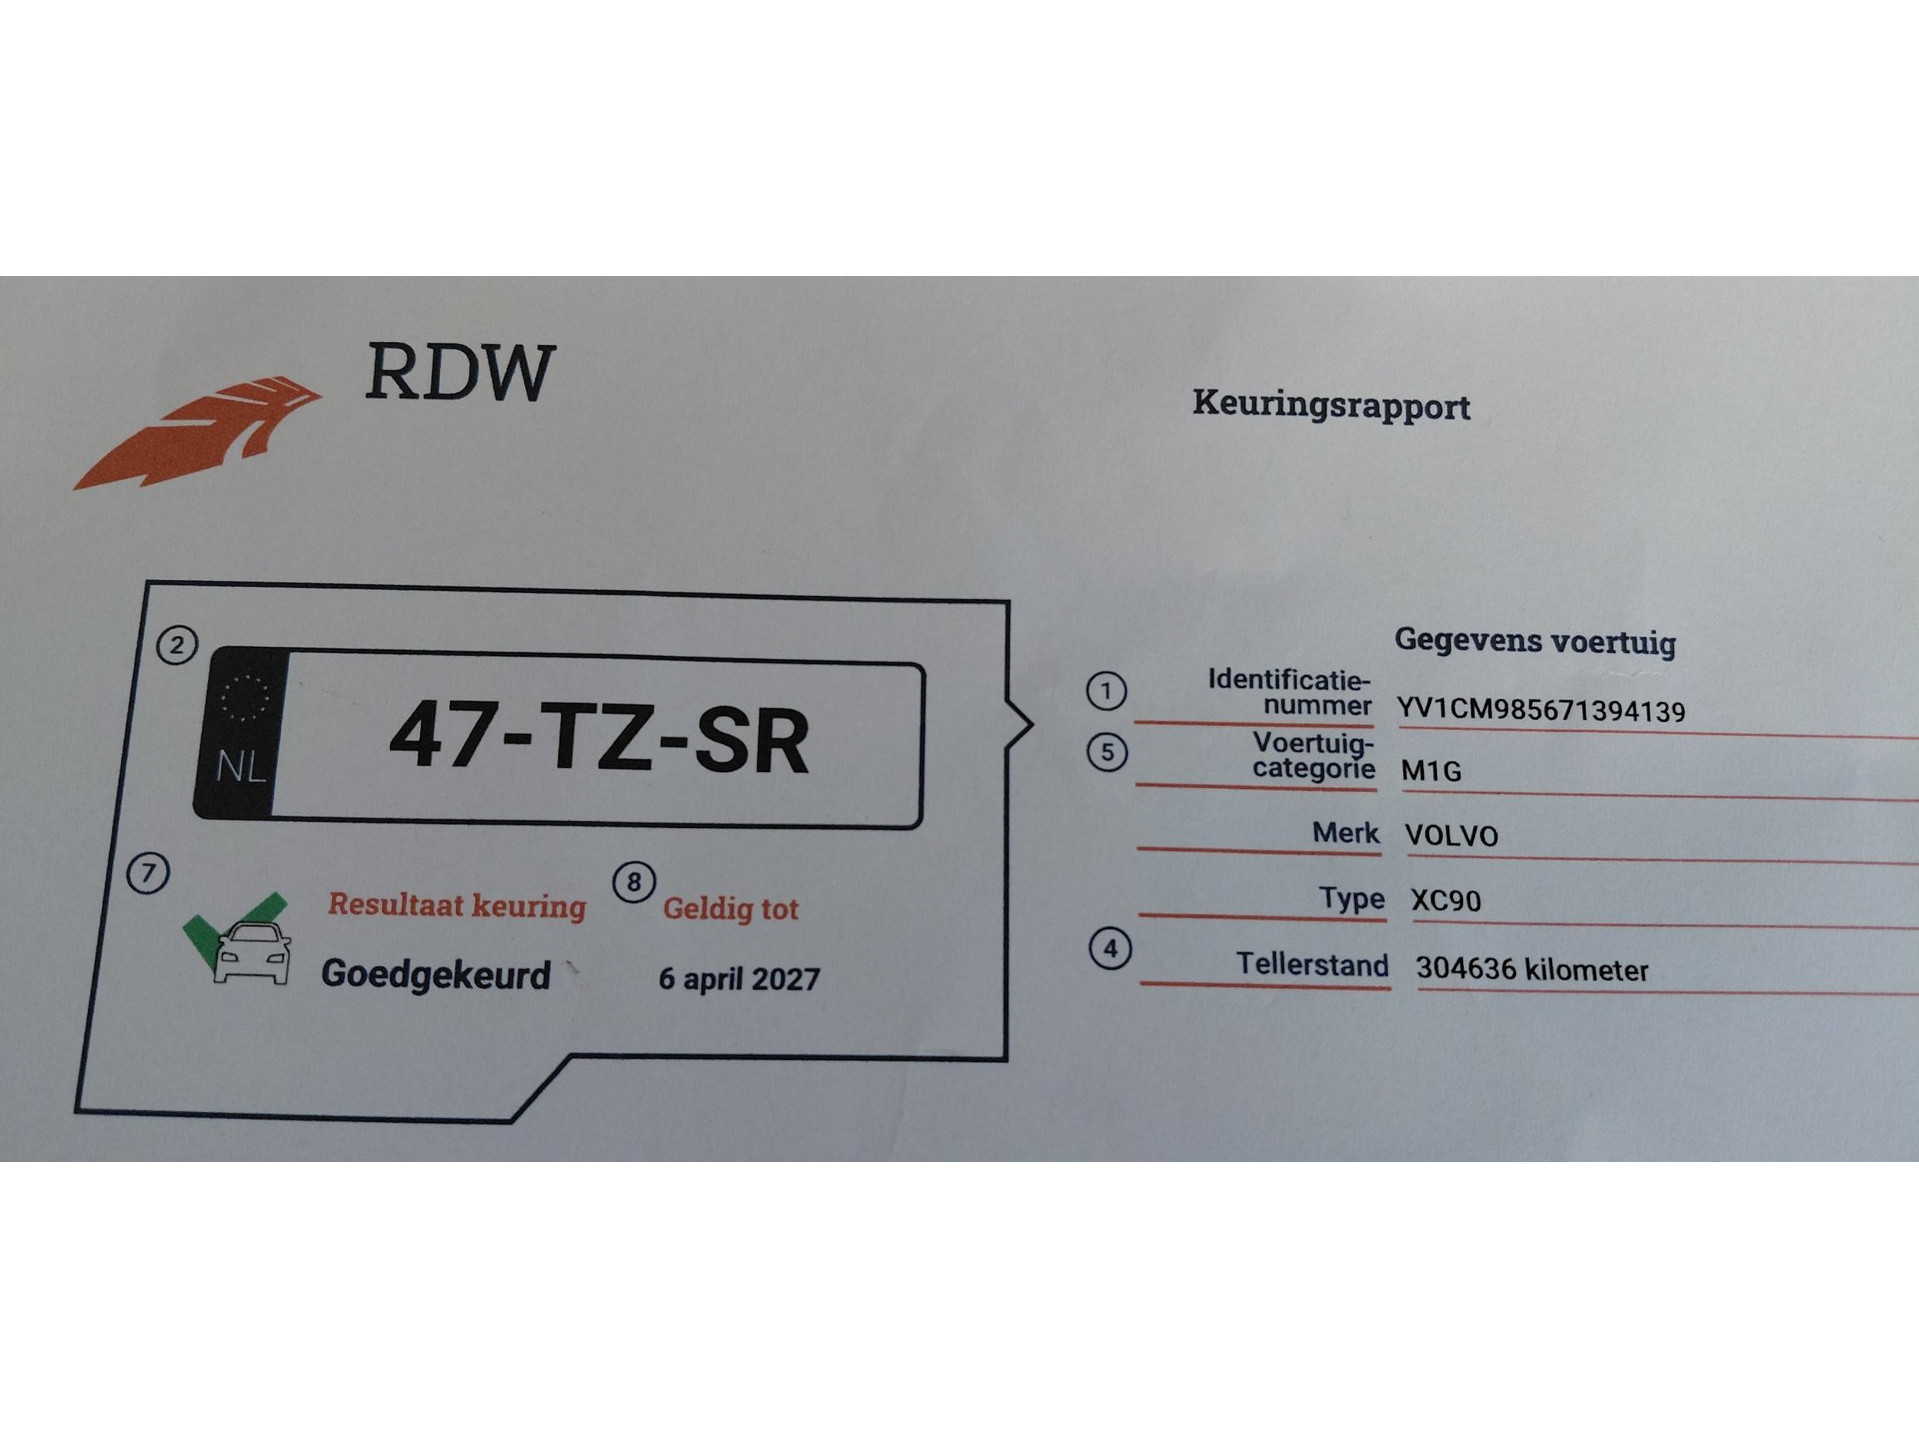 RDW
Keuringsrapport
2
NL
47-TZ-SR
7
Resultaat keuring
Goedgekeurd
8
Geldig tot
6 april 2027
Gegevens voertuig
1
Identificatie-
nummer YV1CM985671394139
5
Voertuig-
categorie M1G
Merk VOLVO
Type XC90
4
Tellerstand 304636 kilometer